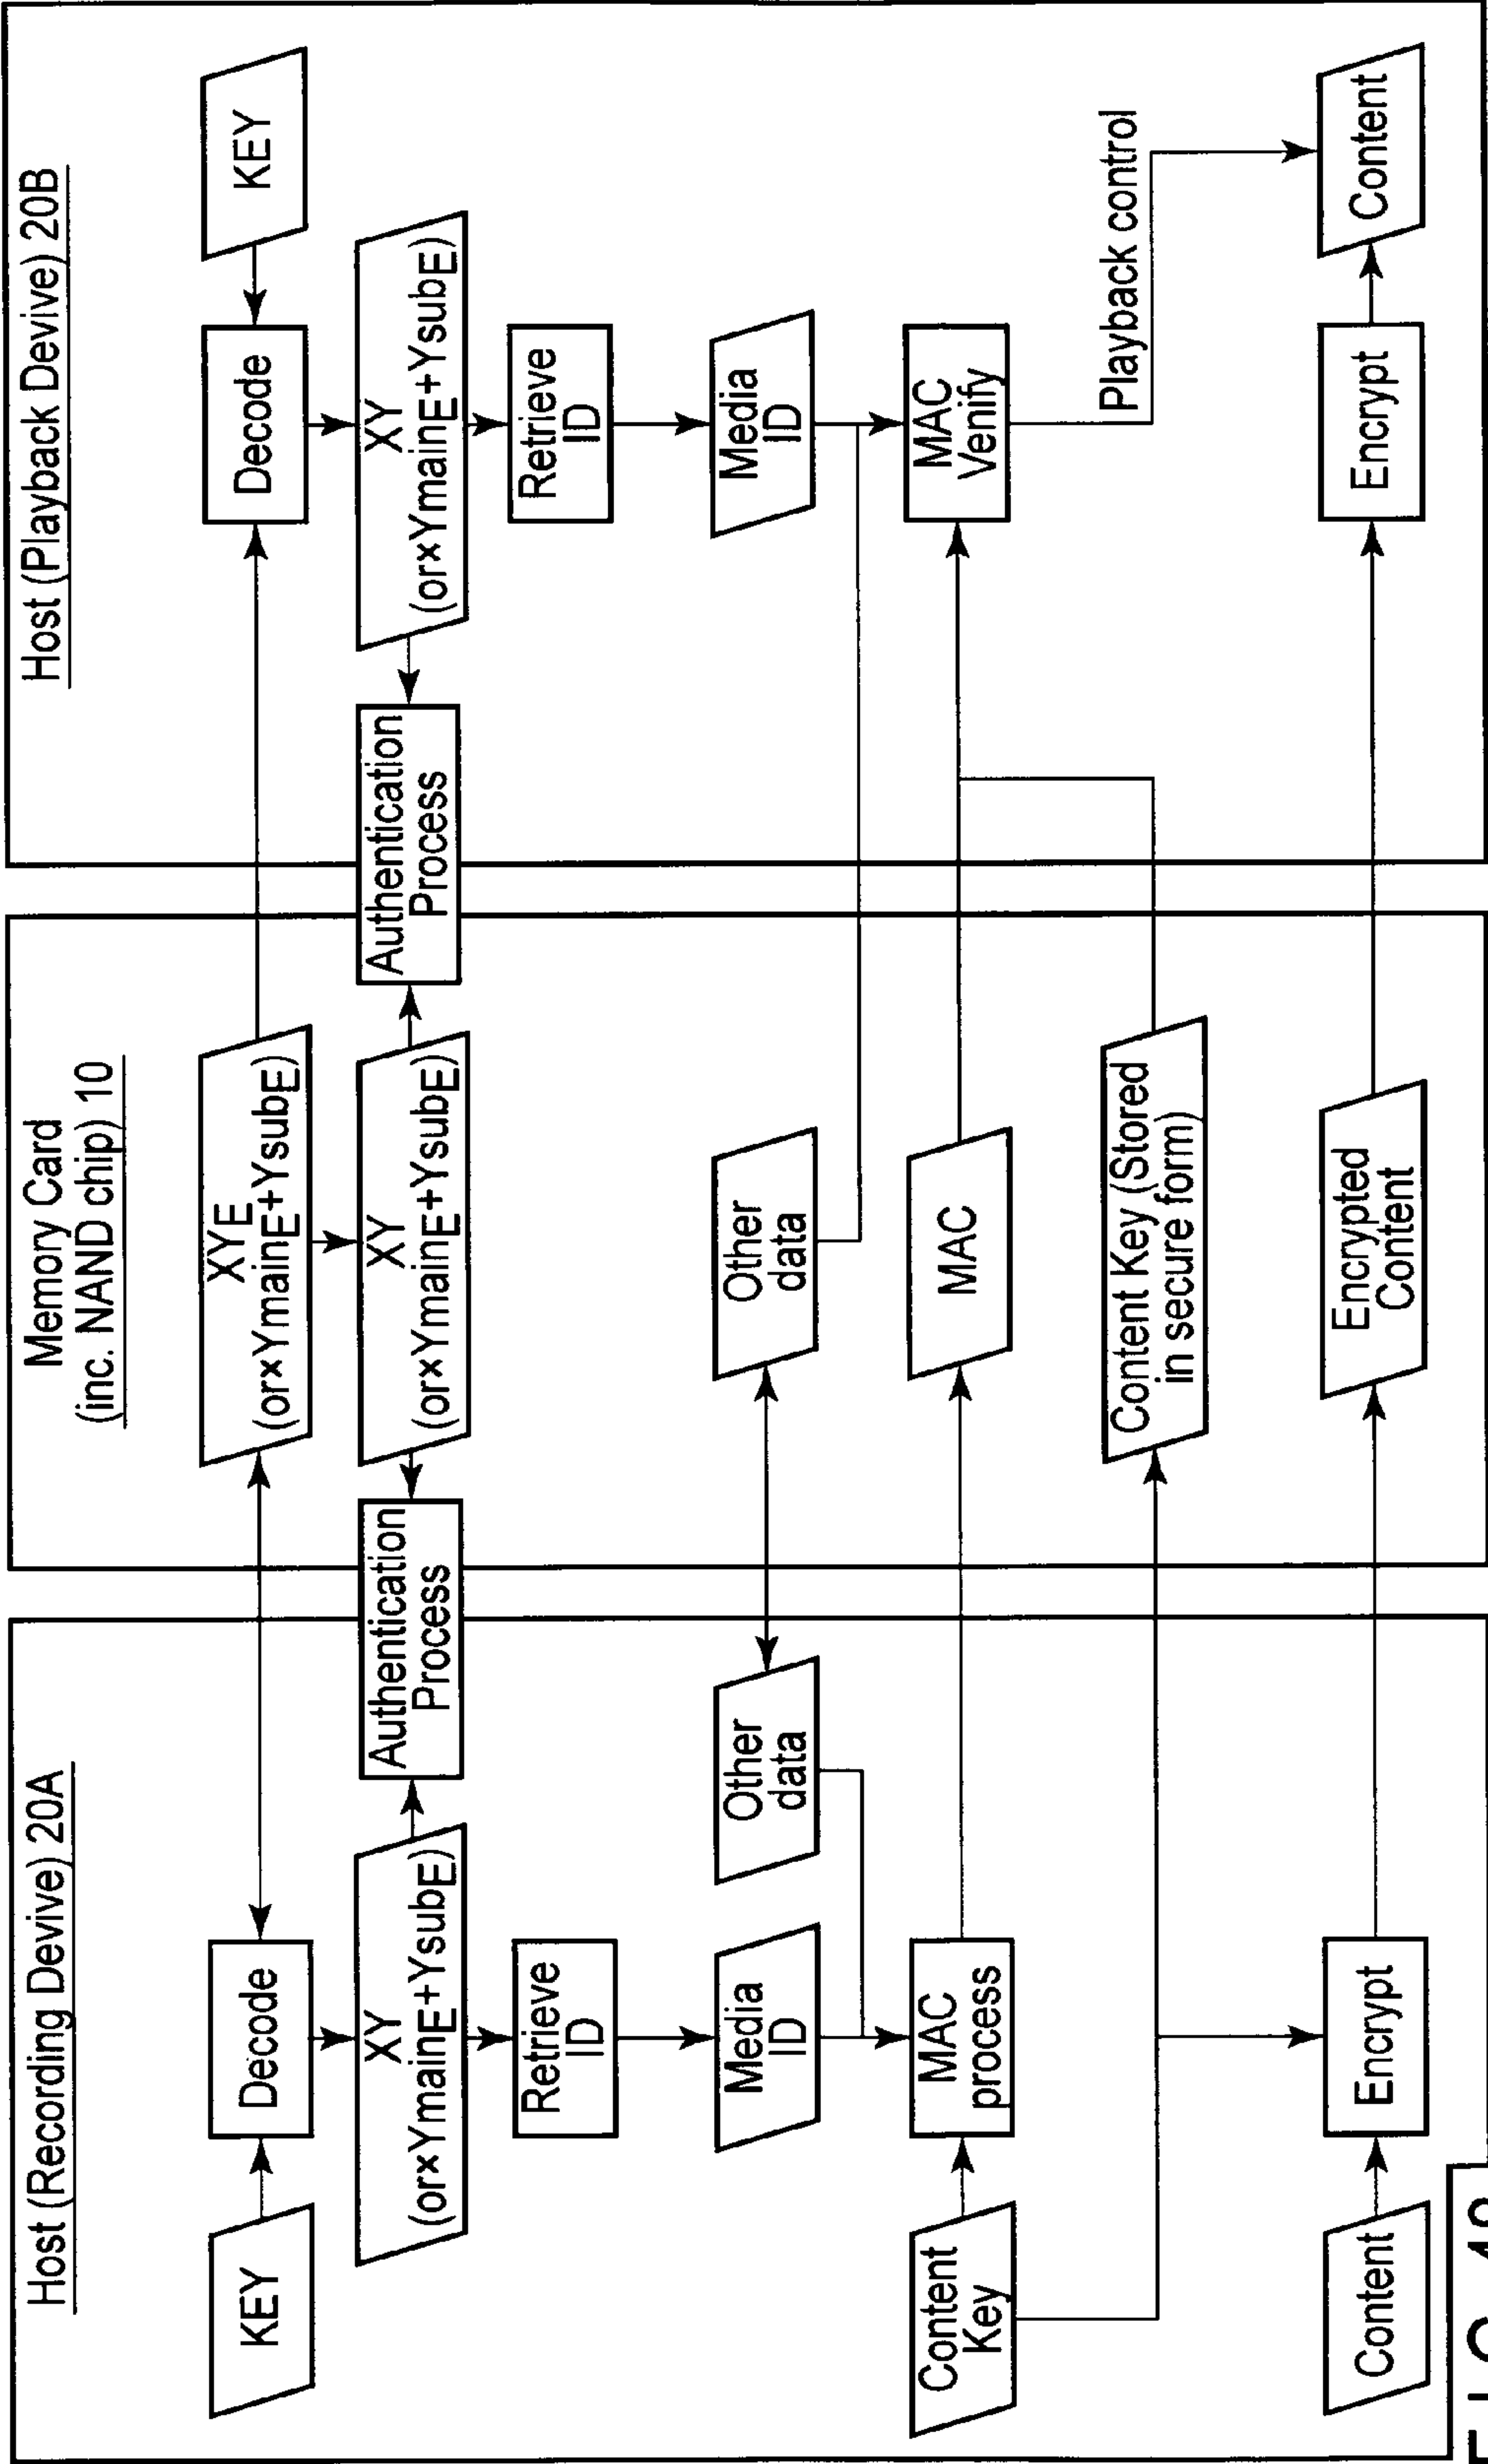 Host (Recording Devive) 20A
KEY
Decode
XY
(or×YmainE+YsubE)
Authentication
Process
Retrieve
ID
Media
ID
Other
data
Content
Key
MAC
process
Content
Encrypt
Memory Card
(inc. NAND chip) 10
XYE
(or×YmainE+YsubE)
XY
(or×YmainE+YsubE)
Authentication
Process
Other
data
MAC
Content Key (Stored
in secure form)
Encrypted
Content
Host (Playback Devive) 20B
Decode
KEY
XY
(or×YmainE+YsubE)
Retrieve
ID
Media
ID
MAC
Venify
Playback control
Encrypt
Content